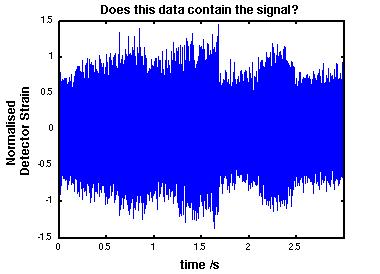 Does this data contain the signal?
Normalised
Detector Strain
1.5
1
0.5
0
-0.5
-1
-1.5
0 0.5 1 1.5 2 2.5
time /s